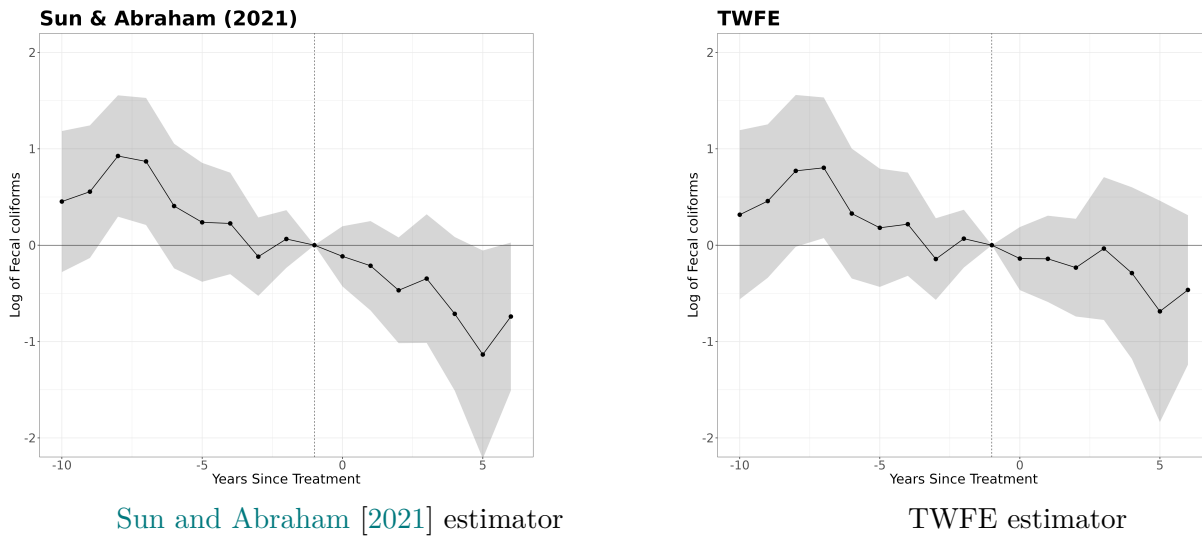 Sun & Abraham (2021)
2
1
0
-1
-2
Log of Fecal coliforms
-10
-5
0
5
Years Since Treatment
Sun and Abraham [2021] estimator
TWFE
2
1
0
-1
-2
Log of Fecal coliforms
-10
-5
0
5
Years Since Treatment
TWFE estimator